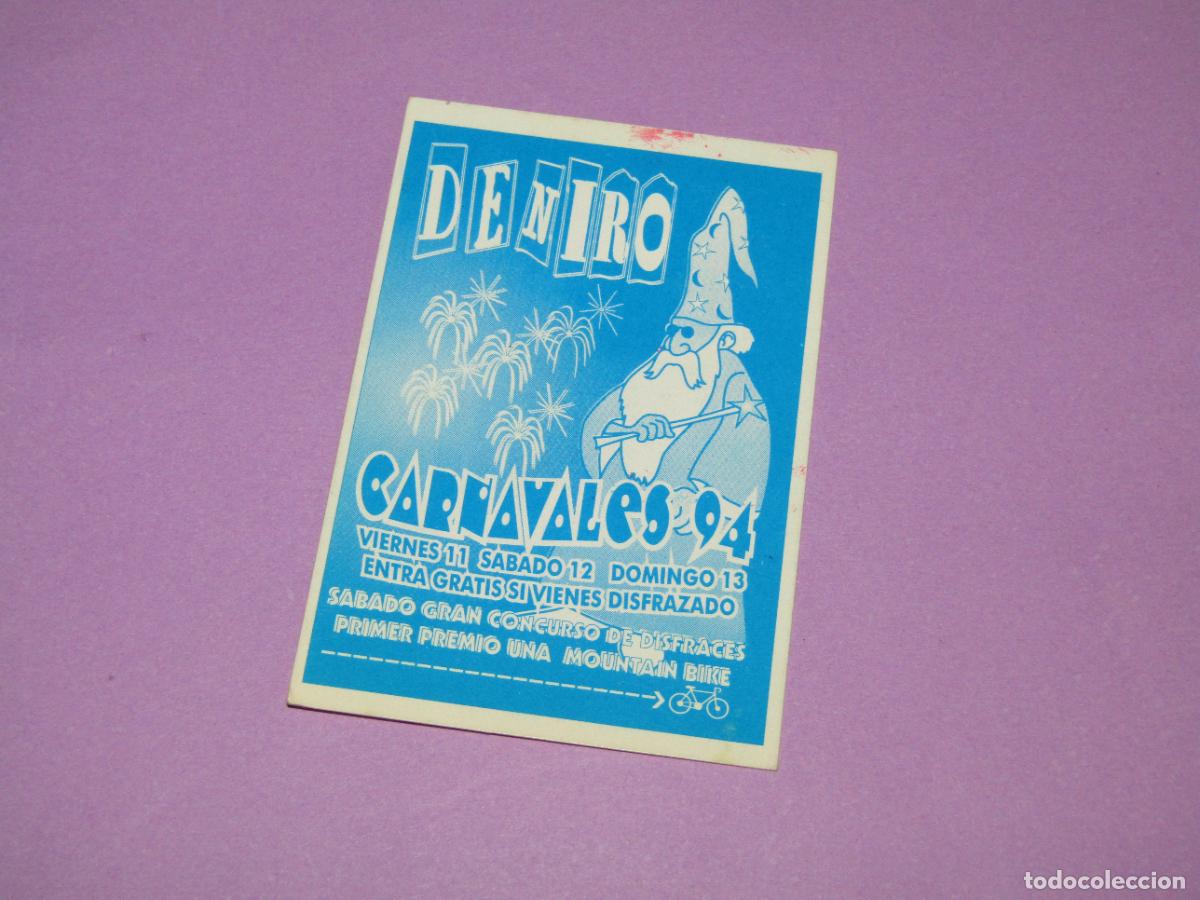 DENIRO
CARNAVALES 94
VIERNES 11 SABADO 12 DOMINGO 13
ENTRA GRATIS SI VIENES DISFRAZADO
SABADO GRAN CONCURSO DE DISFRACES
PRIMER PREMIO UNA MOUNTAIN BIKE
todocoleccion